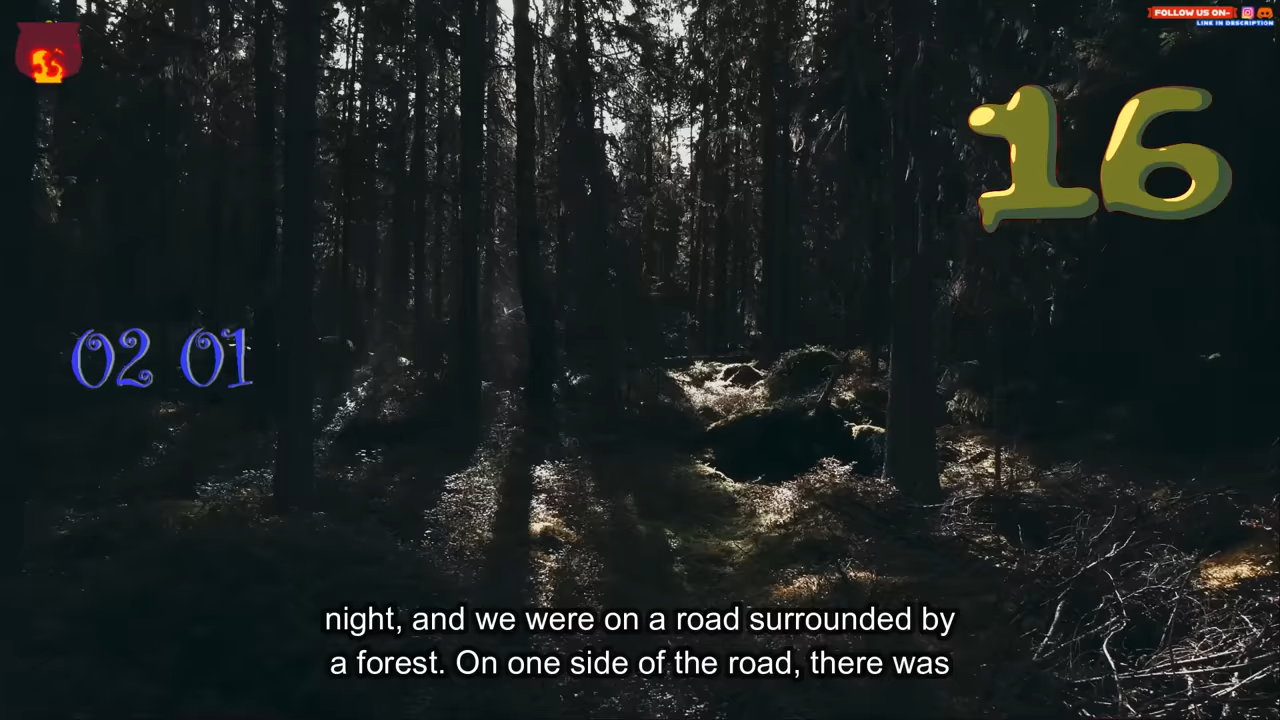 FOLLOW US ON-
LINK IN DESCRIPTION
16
02 01
night, and we were on a road surrounded by
a forest. On one side of the road, there was